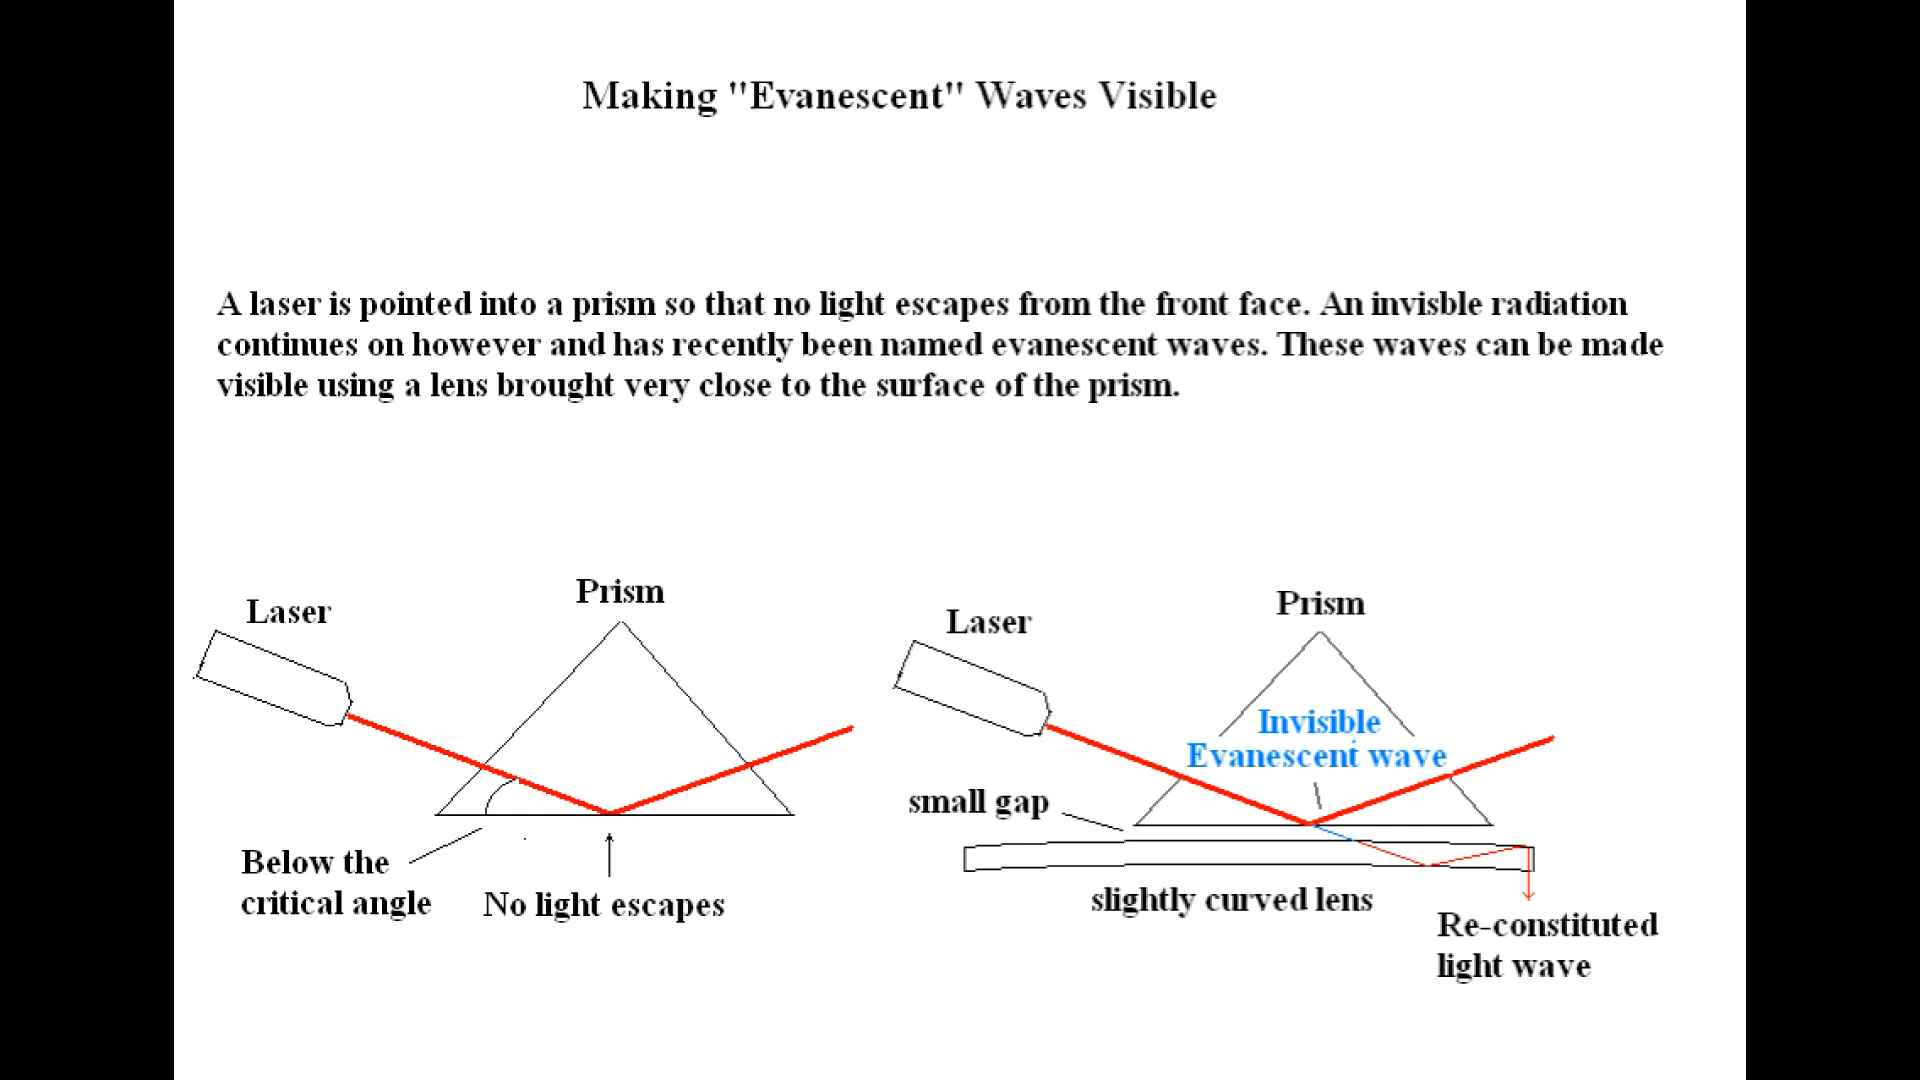 Making "Evanescent" Waves Visible
A laser is pointed into a prism so that no light escapes from the front face. An invisble radiation
continues on however and has recently been named evanescent waves. These waves can be made
visible using a lens brought very close to the surface of the prism.
Laser
Prism
Below the
critical angle
No light escapes
Laser
Prism
Invisible
Evanescent wave
small gap
slightly curved lens
Re-constituted
light wave